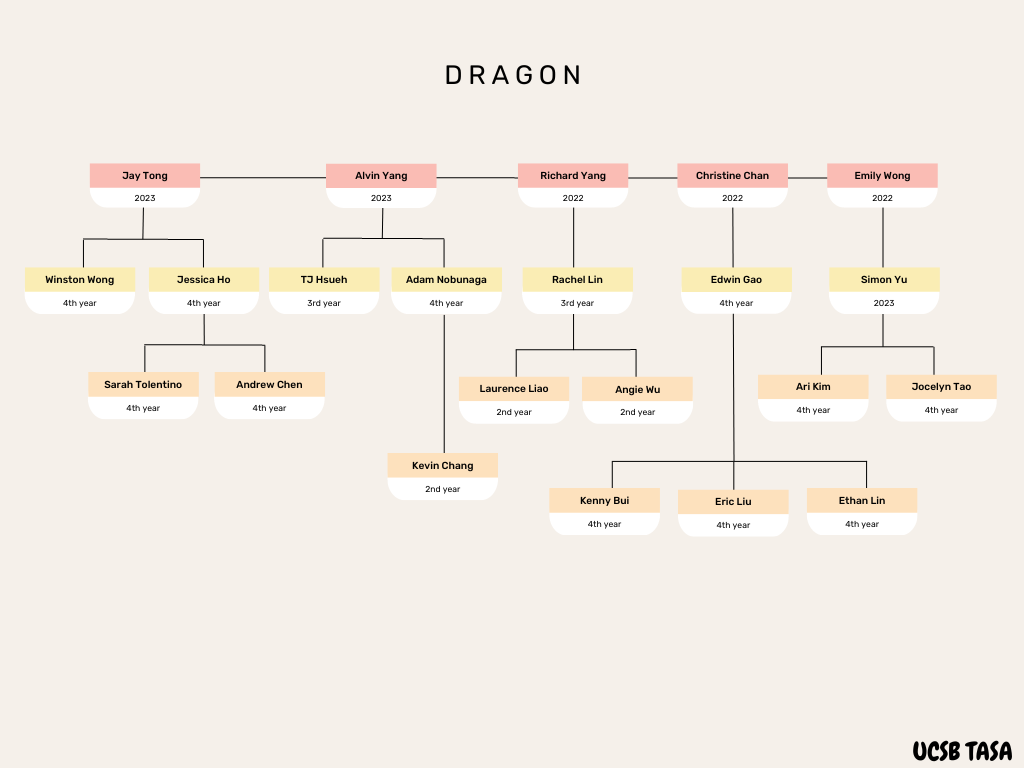 DRAGON
Jay Tong
2023
Alvin Yang
2023
Richard Yang
2022
Christine Chan
2022
Emily Wong
2022
Winston Wong
4th year
Jessica Ho
4th year
TJ Hsueh
3rd year
Adam Nobunaga
4th year
Rachel Lin
3rd year
Edwin Gao
4th year
Simon Yu
2023
Sarah Tolentino
4th year
Andrew Chen
4th year
Laurence Liao
2nd year
Angie Wu
2nd year
Ari Kim
4th year
Jocelyn Tao
4th year
Kevin Chang
2nd year
Kenny Bui
4th year
Eric Liu
4th year
Ethan Lin
4th year
UCSB TASA